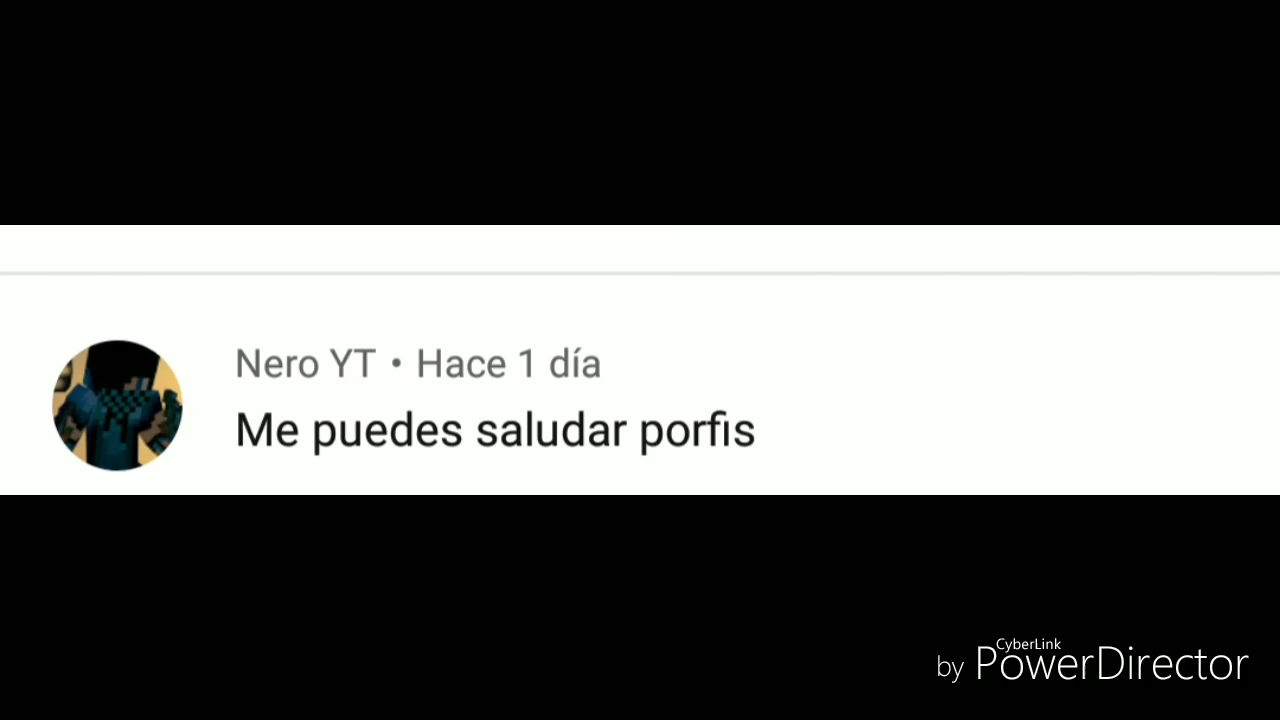 Nero YT • Hace 1 día
Me puedes saludar porfis
CyberLink
by PowerDirector